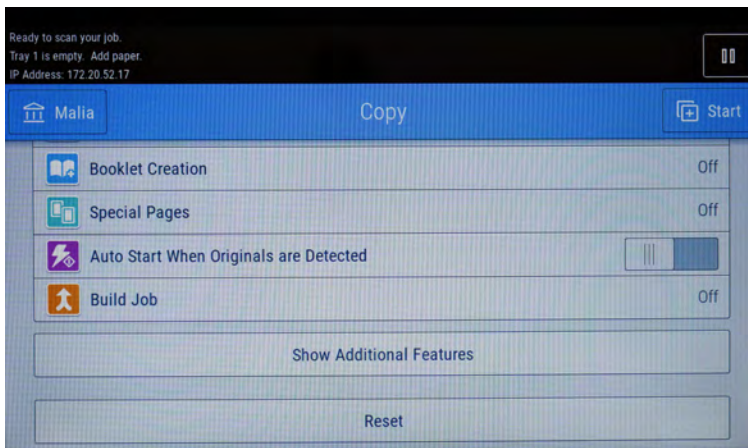 Ready to scan your job.
Tray 1 is empty. Add paper.
IP Address: 172.20.52.17
Malia
Copy
Start
Booklet Creation
Off
Special Pages
Off
Auto Start When Originals are Detected
Build Job
Off
Show Additional Features
Reset